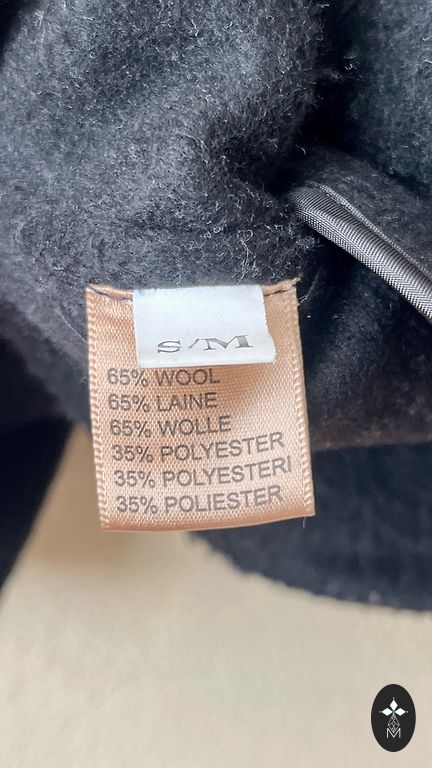 S/M
65% WOOL
65% LAINE
65% WOLLE
35% POLYESTER
35% POLYESTERI
35% POLIESTER
M